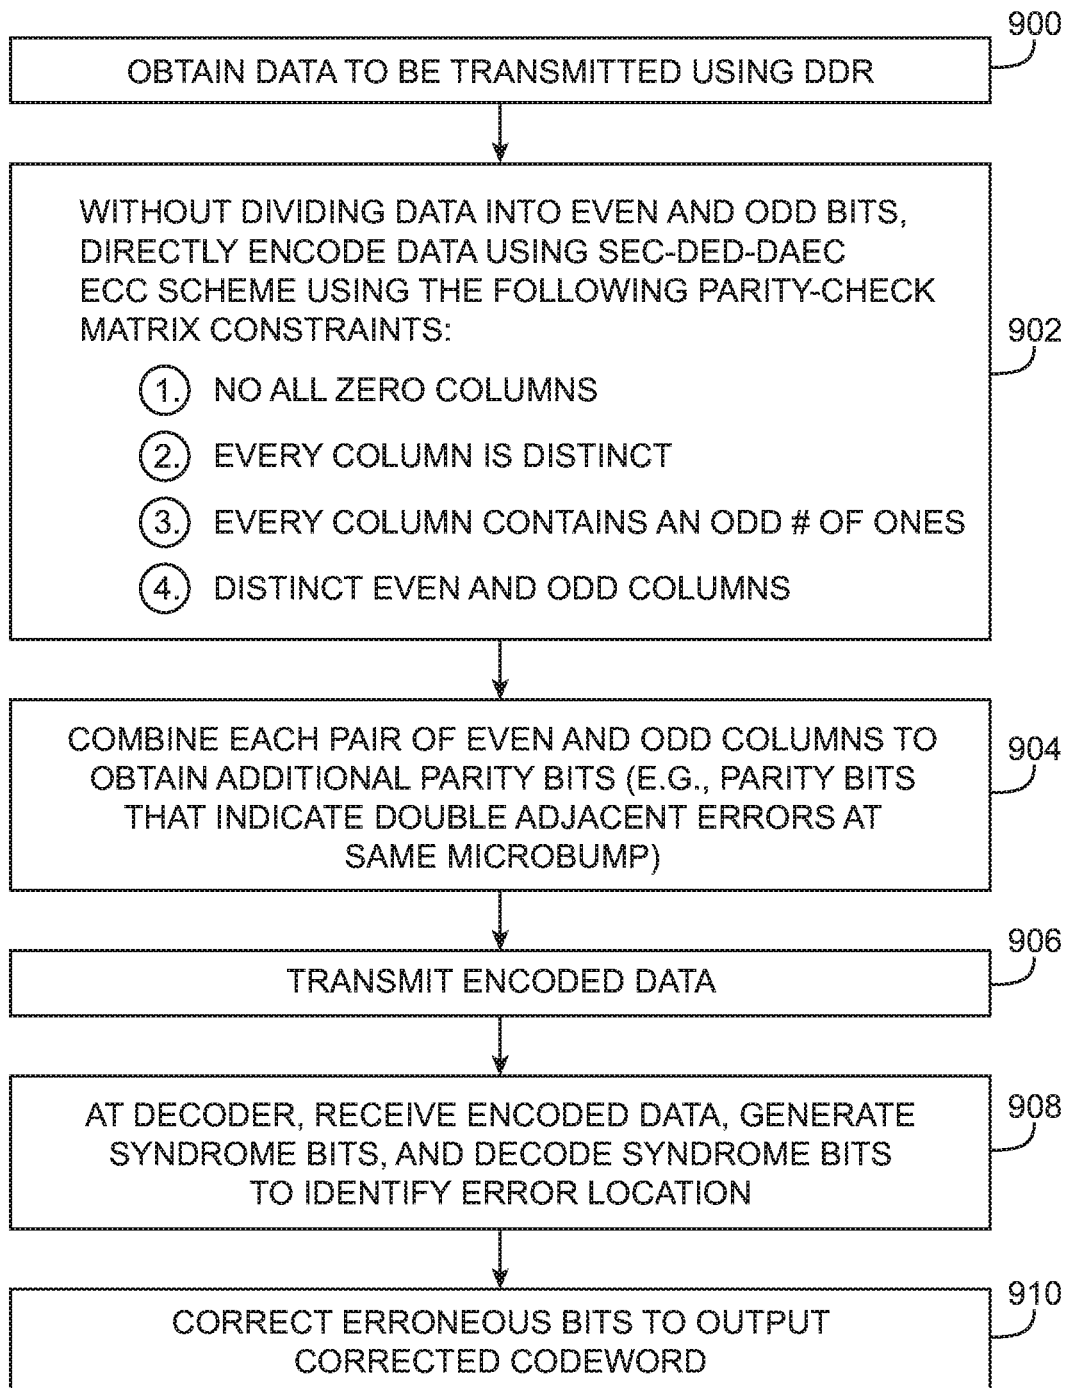 900
OBTAIN DATA TO BE TRANSMITTED USING DDR
WITHOUT DIVIDING DATA INTO EVEN AND ODD BITS,
DIRECTLY ENCODE DATA USING SEC-DED-DAEC
ECC SCHEME USING THE FOLLOWING PARITY-CHECK
MATRIX CONSTRAINTS:
902
1. NO ALL ZERO COLUMNS
2. EVERY COLUMN IS DISTINCT
3. EVERY COLUMN CONTAINS AN ODD # OF ONES
4. DISTINCT EVEN AND ODD COLUMNS
COMBINE EACH PAIR OF EVEN AND ODD COLUMNS TO
904
OBTAIN ADDITIONAL PARITY BITS (E.G., PARITY BITS
THAT INDICATE DOUBLE ADJACENT ERRORS AT
SAME MICROBUMP)
906
TRANSMIT ENCODED DATA
908
AT DECODER, RECEIVE ENCODED DATA, GENERATE
SYNDROME BITS, AND DECODE SYNDROME BITS
TO IDENTIFY ERROR LOCATION
910
CORRECT ERRONEOUS BITS TO OUTPUT
CORRECTED CODEWORD